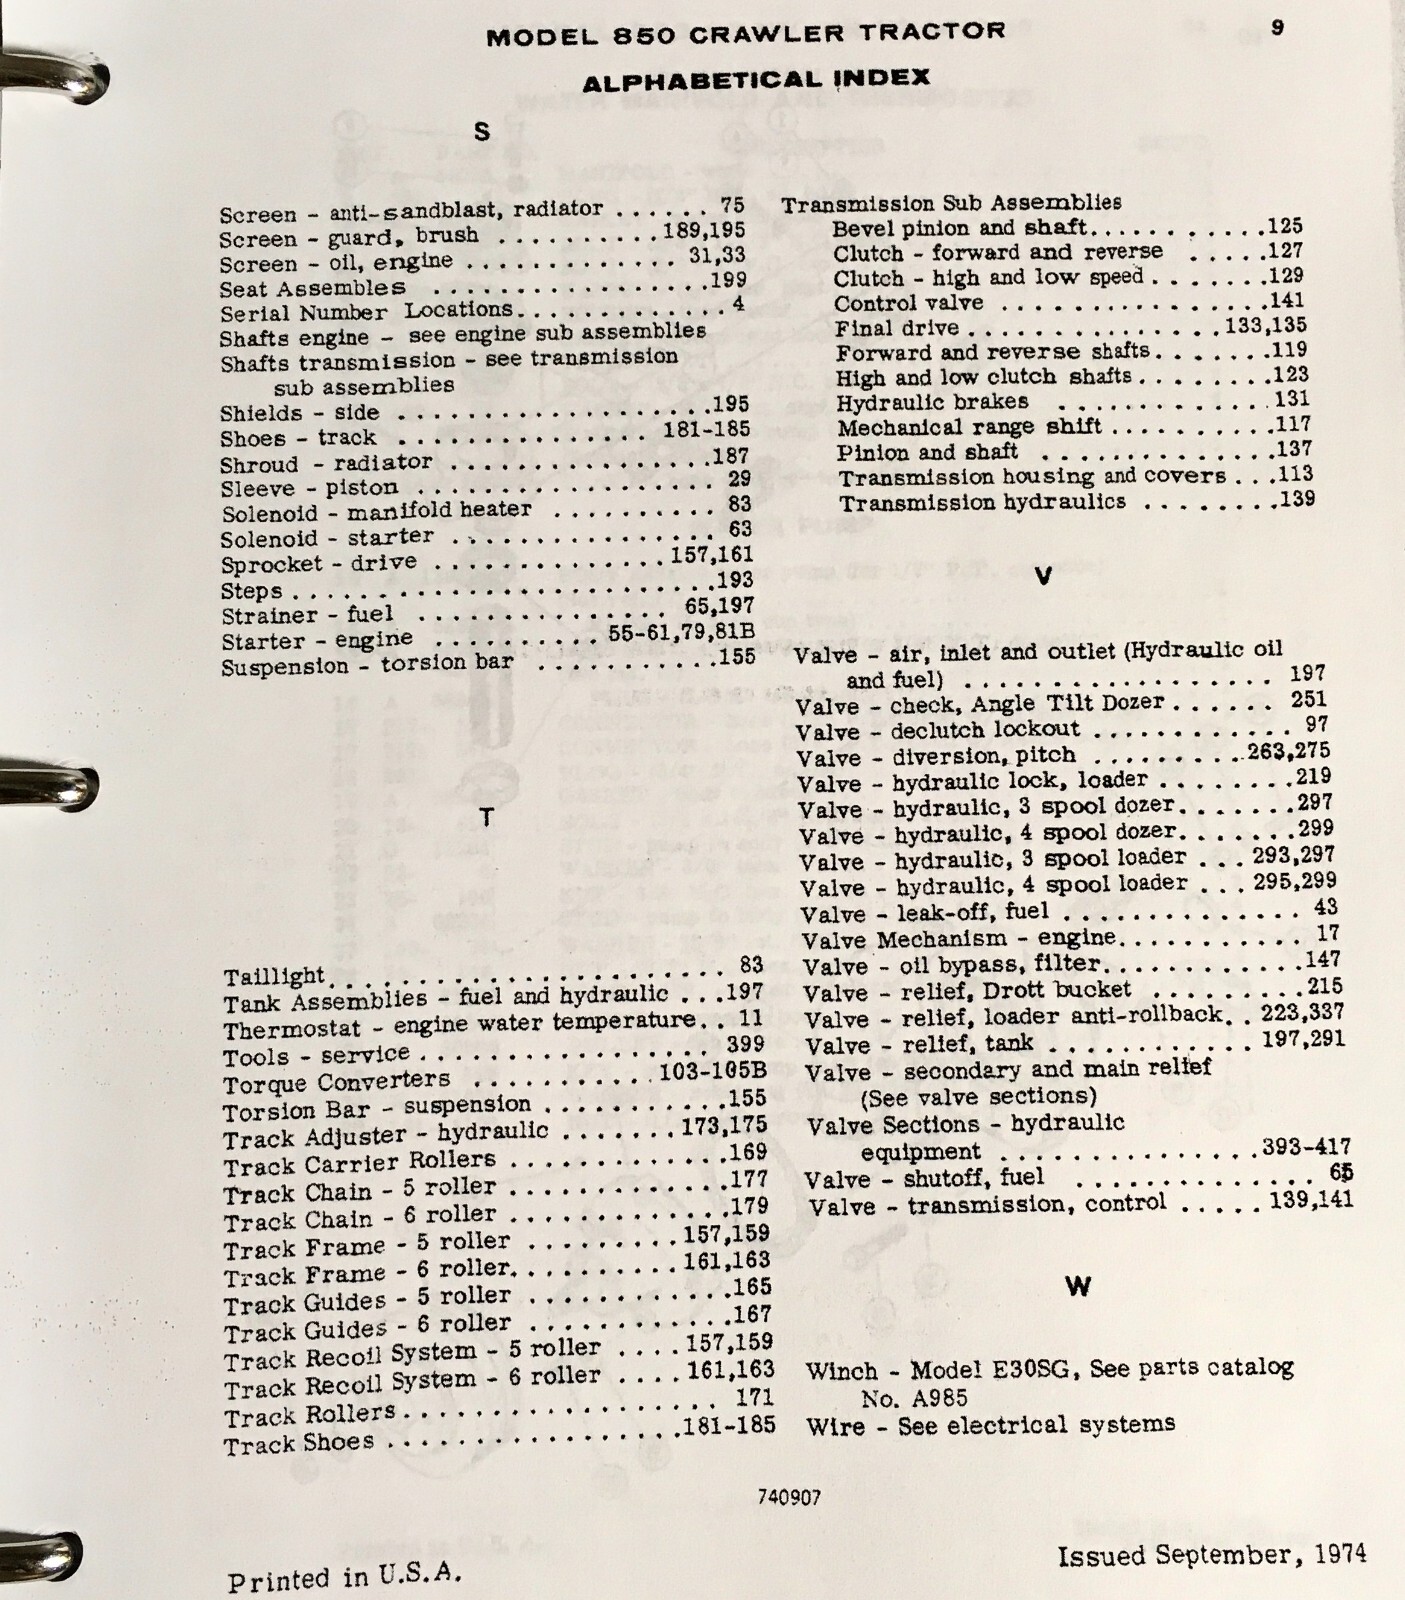 MODEL 850 CRAWLER TRACTOR 9
ALPHABETICAL INDEX
S
Screen - anti-sandblast, radiator ...... 75
Screen - guard, brush .......... 189,195
Screen - oil, engine ............. 31,33
Seat Assembles ................. 199
Serial Number Locations............. 4
Shafts engine - see engine sub assemblies
Shafts transmission - see transmission
sub assemblies
Shields - side ................... 195
Shoes - track ............... 181-185
Shroud - radiator ................ 187
Sleeve - piston .................. 29
Solenoid - manifold heater .......... 83
Solenoid - starter ................ 63
Sprocket - drive .............. 157,161
Steps ......................... 193
Strainer - fuel ............... 65,197
Starter - engine .......... 55-61,79,81B
Suspension - torsion bar ........... 155
T
Taillight....................... 83
Tank Assemblies - fuel and hydraulic ... 197
Thermostat - engine water temperature.. 11
Tools - service ................. 399
Torque Converters ........... 103-105B
Torsion Bar - suspension ........... 155
Track Adjuster - hydraulic ....... 173,175
Track Carrier Rollers ............. 169
Track Chain - 5 roller ............. 177
Track Chain - 6 roller ............. 179
Track Frame - 5 roller ......... 157,159
Track Frame - 6 roller.......... 161,163
Track Guides - 5 roller ............ 165
Track Guides - 6 roller ............ 167
Track Recoil System - 5 roller .... 157,159
Track Recoil System - 6 roller .... 161,163
Track Rollers.................. 171
Track Shoes ................. 181-185
Transmission Sub Assemblies
Bevel pinion and shaft............ 125
Clutch - forward and reverse ..... 127
Clutch - high and low speed ....... 129
Control valve ................ 141
Final drive ............... 133,135
Forward and reverse shafts....... 119
High and low clutch shafts........ 123
Hydraulic brakes ............ 131
Mechanical range shift .......... 117
Pinion and shaft ............. 137
Transmission housing and covers ... 113
Transmission hydraulics ........ 139
V
Valve - air, inlet and outlet (Hydraulic oil
and fuel) .................. 197
Valve - check, Angle Tilt Dozer ...... 251
Valve - declutch lockout ............ 97
Valve - diversion, pitch .......... 263,275
Valve - hydraulic lock, loader ........ 219
Valve - hydraulic, 3 spool dozer....... 297
Valve - hydraulic, 4 spool dozer....... 299
Valve - hydraulic, 3 spool loader ... 293,297
Valve - hydraulic, 4 spool loader ... 295,299
Valve - leak-off, fuel .............. 43
Valve Mechanism - engine........... 17
Valve - oil bypass, filter............ 147
Valve - relief, Drott bucket ......... 215
Valve - relief, loader anti-rollback.. 223,337
Valve - relief, tank ............ 197,291
Valve - secondary and main relief
(See valve sections)
Valve Sections - hydraulic
equipment ............... 393-417
Valve - shutoff, fuel ..............
Valve - transmission, control ..... 139,141
W
Winch - Model E30SG, See parts catalog
No. A985
Wire - See electrical systems
740907
Printed in U.S.A.
Issued September, 1974